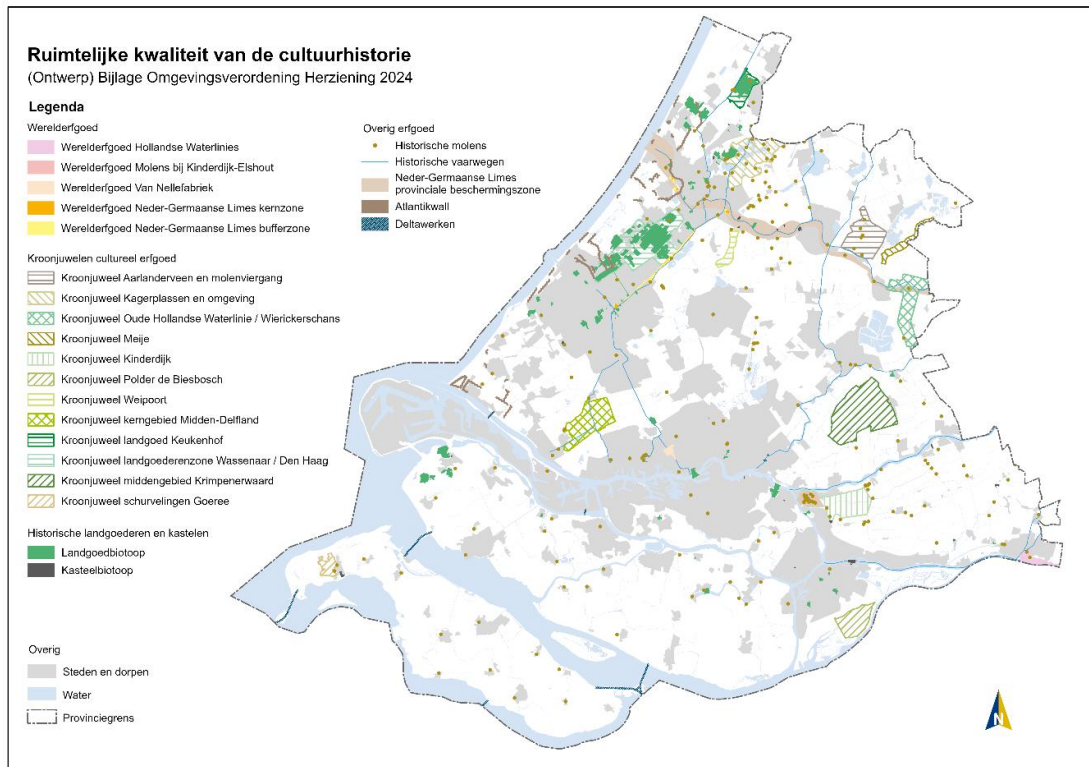 Ruimtelijke kwaliteit van de cultuurhistorie
(Ontwerp) Bijlage Omgevingsverordening Herziening 2024
Legenda
Werelderfgoed
Werelderfgoed Hollandse Waterlinies
Werelderfgoed Molens bij Kinderdijk-Elshout
Werelderfgoed Van Nellefabriek
Werelderfgoed Neder-Germaanse Limes kernzone
Werelderfgoed Neder-Germaanse Limes bufferzone
Kroonjuwelen cultureel erfgoed
Kroonjuweel Aarlanderveen en molenviergang
Kroonjuweel Kagerplassen en omgeving
Kroonjuweel Oude Hollandse Waterlinie / Wierickerschans
Kroonjuweel Meije
Kroonjuweel Kinderdijk
Kroonjuweel Polder de Biesbosch
Kroonjuweel Weipoort
Kroonjuweel kerngebied Midden-Delfland
Kroonjuweel landgoed Keukenhof
Kroonjuweel landgoederenzone Wassenaar / Den Haag
Kroonjuweel middengebied Krimpenerwaard
Kroonjuweel schurvelingen Goeree
Historische landgoederen en kastelen
Landgoedbiotoop
Kasteelbiotoop
Overig
Steden en dorpen
Water
Provinciegrens
Overig erfgoed
Historische molens
Historische vaarwegen
Neder-Germaanse Limes
provinciale beschermingszone
Atlantikwall
Deltawerken
N